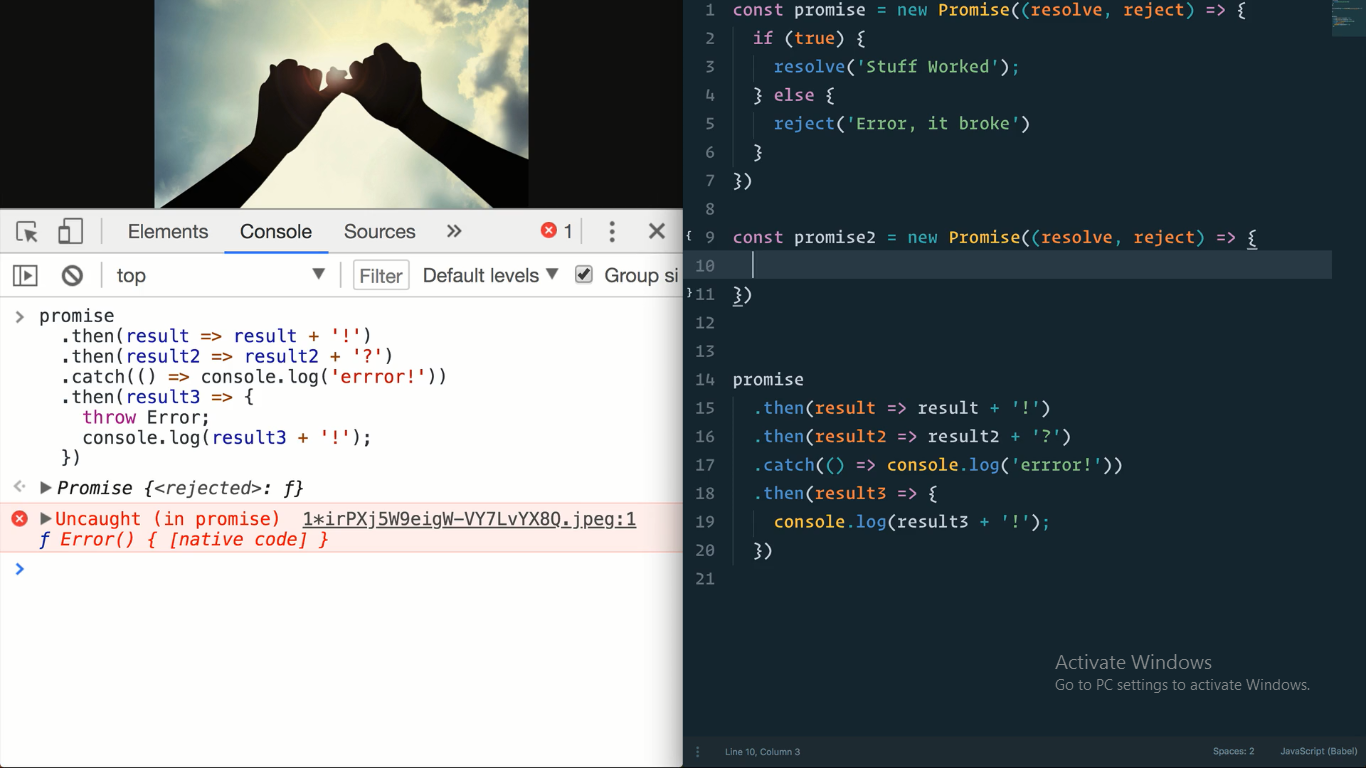 Elements Console Sources » 1
top Filter Default levels Group si
promise
.then(result => result + '!')
.then(result2 => result2 + '?')
.catch(() => console.log('errror!'))
.then(result3 => {
throw Error;
console.log(result3 + '!');
})
Promise {<rejected>: ƒ}
Uncaught (in promise) 1*irPXj5W9eigW-VY7LvYX8Q.jpeg:1
ƒ Error() { [native code] }
1 const promise = new Promise((resolve, reject) => {
2 if (true) {
3 resolve('Stuff Worked');
4 } else {
5 reject('Error, it broke')
6 }
7 })
8
{ 9 const promise2 = new Promise((resolve, reject) => {
10
} 11 })
12
13
14 promise
15 .then(result => result + '!')
16 .then(result2 => result2 + '?')
17 .catch(() => console.log('errror!'))
18 .then(result3 => {
19 console.log(result3 + '!');
20 })
21
Activate Windows
Go to PC settings to activate Windows.
Line 10, Column 3 Spaces: 2 JavaScript (Babel)